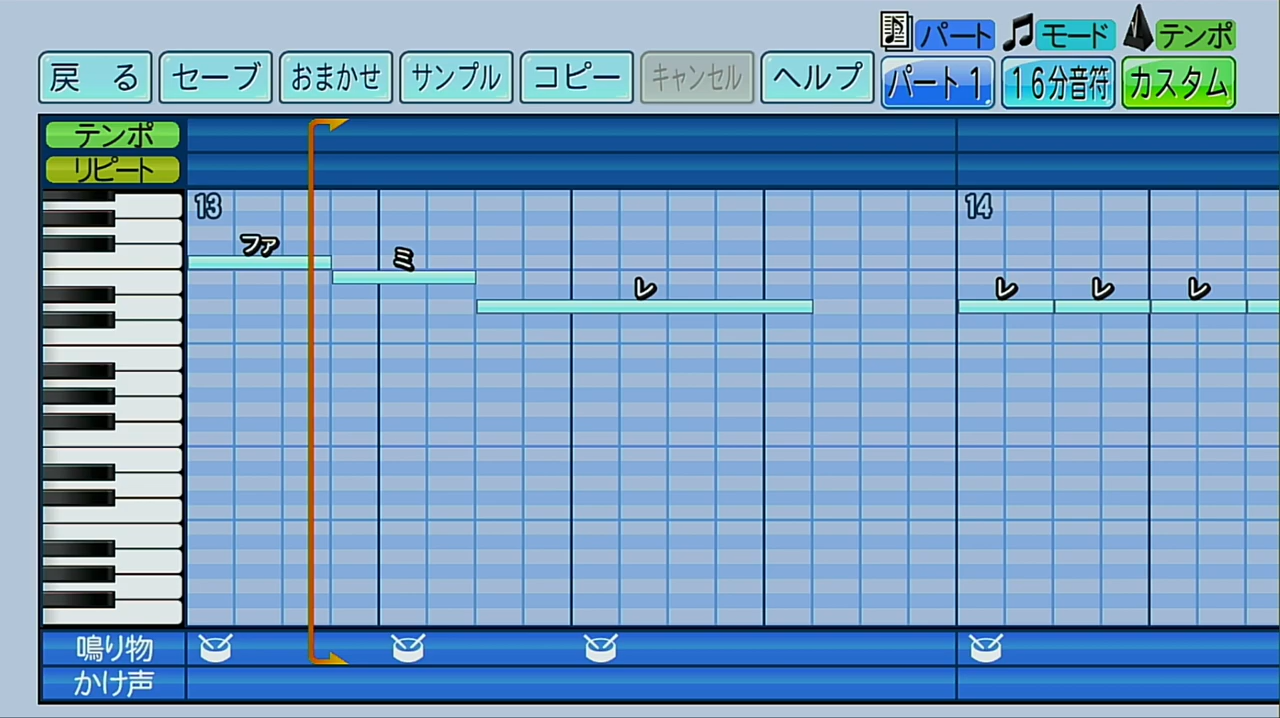 パート モード テンポ
戻る セーブ おまかせ サンプル コピー キャンセル ヘルプ パート1 16分音符 カスタム
テンポ
リピート
13 14
ファ ミ レ レ レ レ
鳴り物
かけ声